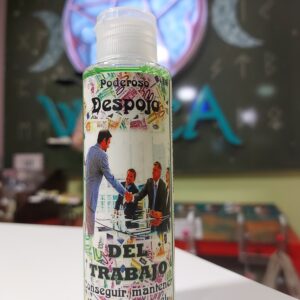 Poderoso
Despojo
DEL
TRABAJO
conseguir, mantener